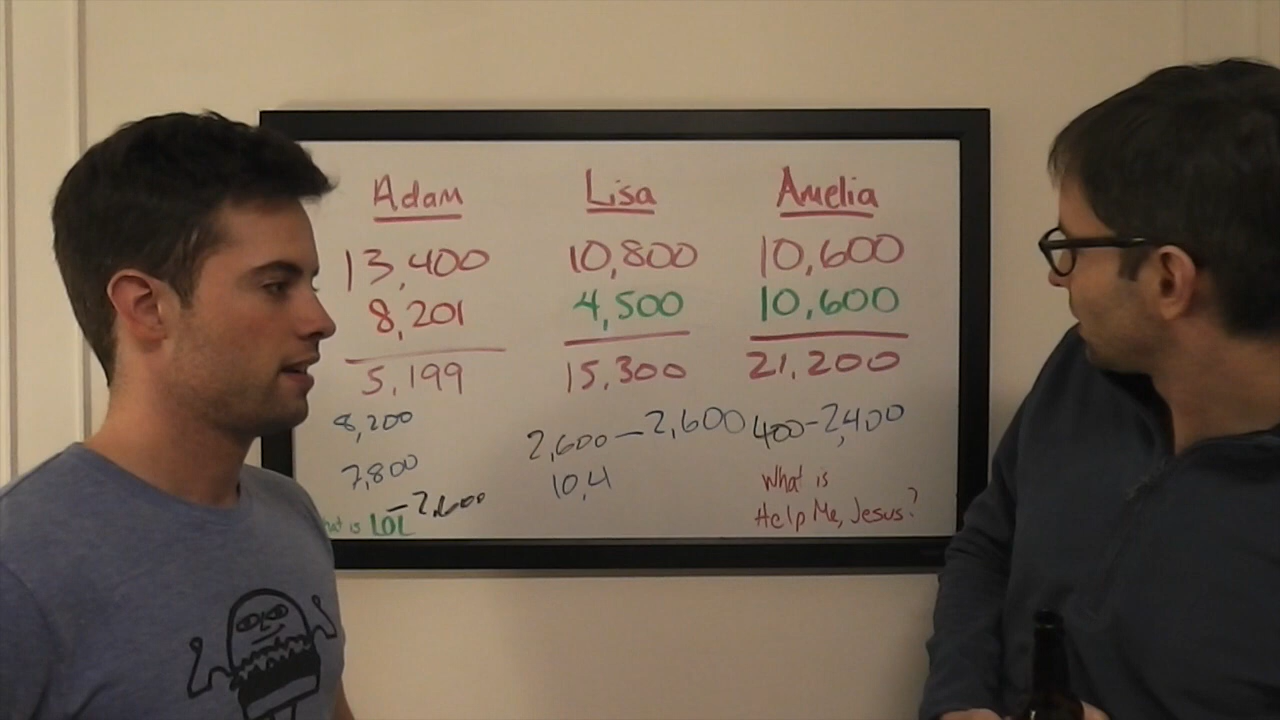 Adam
13,400
8,201
5,199
8,200
7,800
-2,600
is LOL
Lisa
10,800
4,500
15,300
2,600-2,600
10,4
Amelia
10,600
10,600
21,200
400-2,400
What is
Help Me, Jesus?